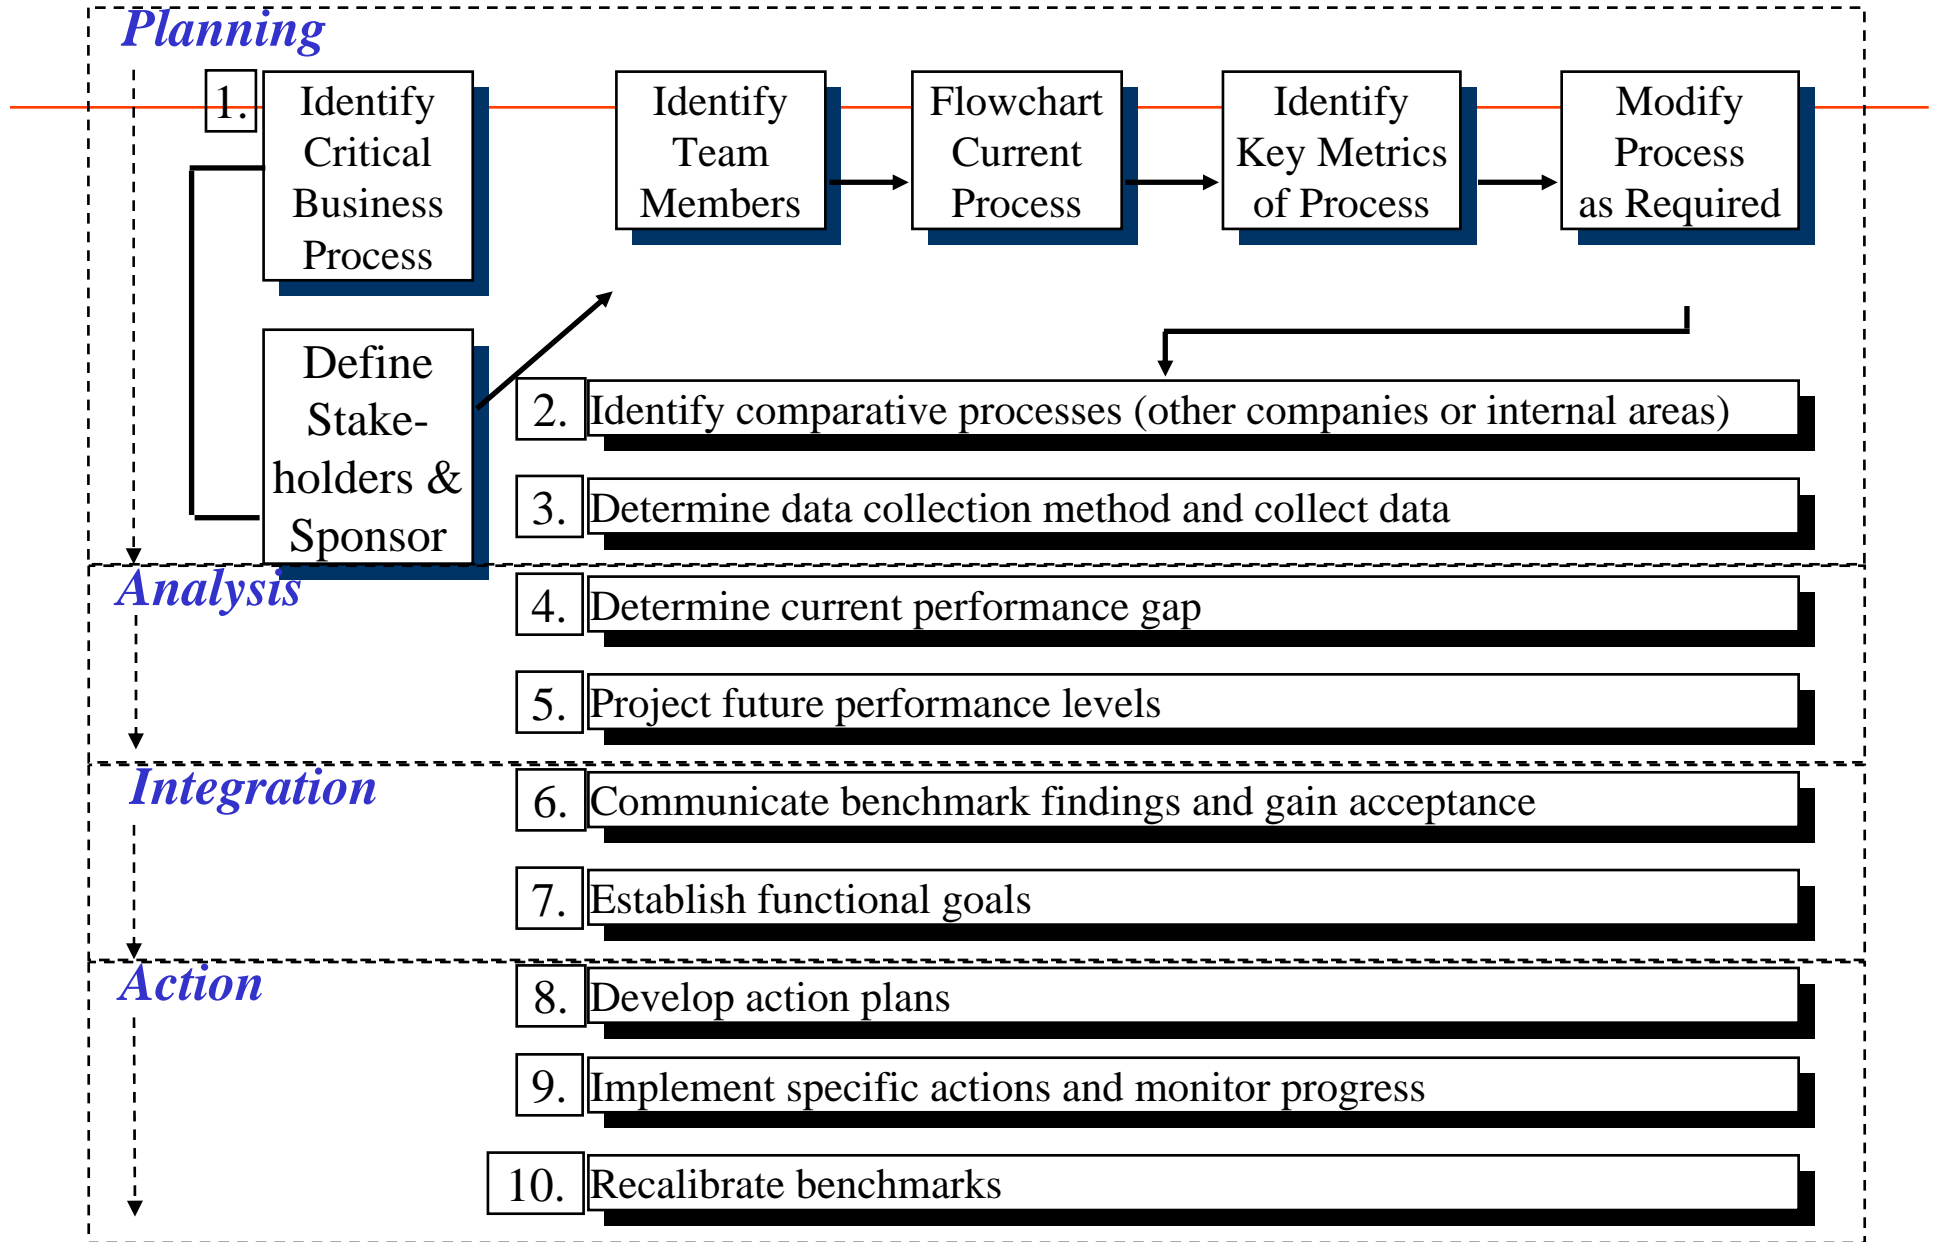 Planning
1.
Identify
Critical
Business
Process
Identify
Team
Members
Flowchart
Current
Process
Identify
Key Metrics
of Process
Modify
Process
as Required
Define
Stake-
holders &
Sponsor
2. Identify comparative processes (other companies or internal areas)
3. Determine data collection method and collect data
Analysis
4. Determine current performance gap
5. Project future performance levels
Integration
6. Communicate benchmark findings and gain acceptance
7. Establish functional goals
Action
8. Develop action plans
9. Implement specific actions and monitor progress
10. Recalibrate benchmarks